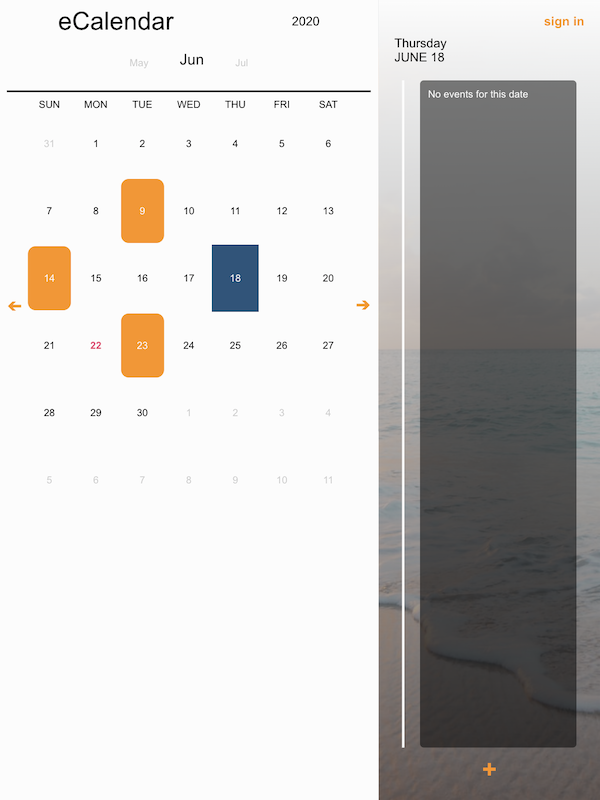 eCalendar 2020
May Jun Jul
SUN MON TUE WED THU FRI SAT
31 1 2 3 4 5 6
7 8 9 10 11 12 13
14 15 16 17 18 19 20
21 22 23 24 25 26 27
28 29 30 1 2 3 4
5 6 7 8 9 10 11
sign in
Thursday
JUNE 18
No events for this date